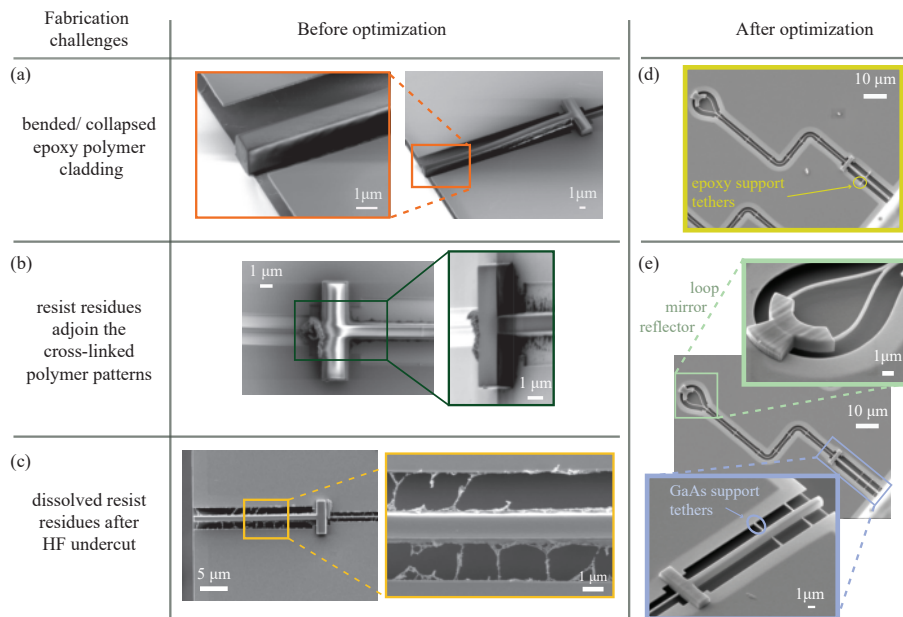 Fabrication
challenges
Before optimization
After optimization
(a)
bended/ collapsed
epoxy polymer
cladding
1μm
1μm
(d)
10 μm
epoxy support
tethers
(b)
resist residues
adjoin the
cross-linked
polymer patterns
1 μm
1 μm
(e)
loop
mirror
reflector
1μm
10 μm
(c)
dissolved resist
residues after
HF undercut
5 μm
1 μm
GaAs support
tethers
1μm